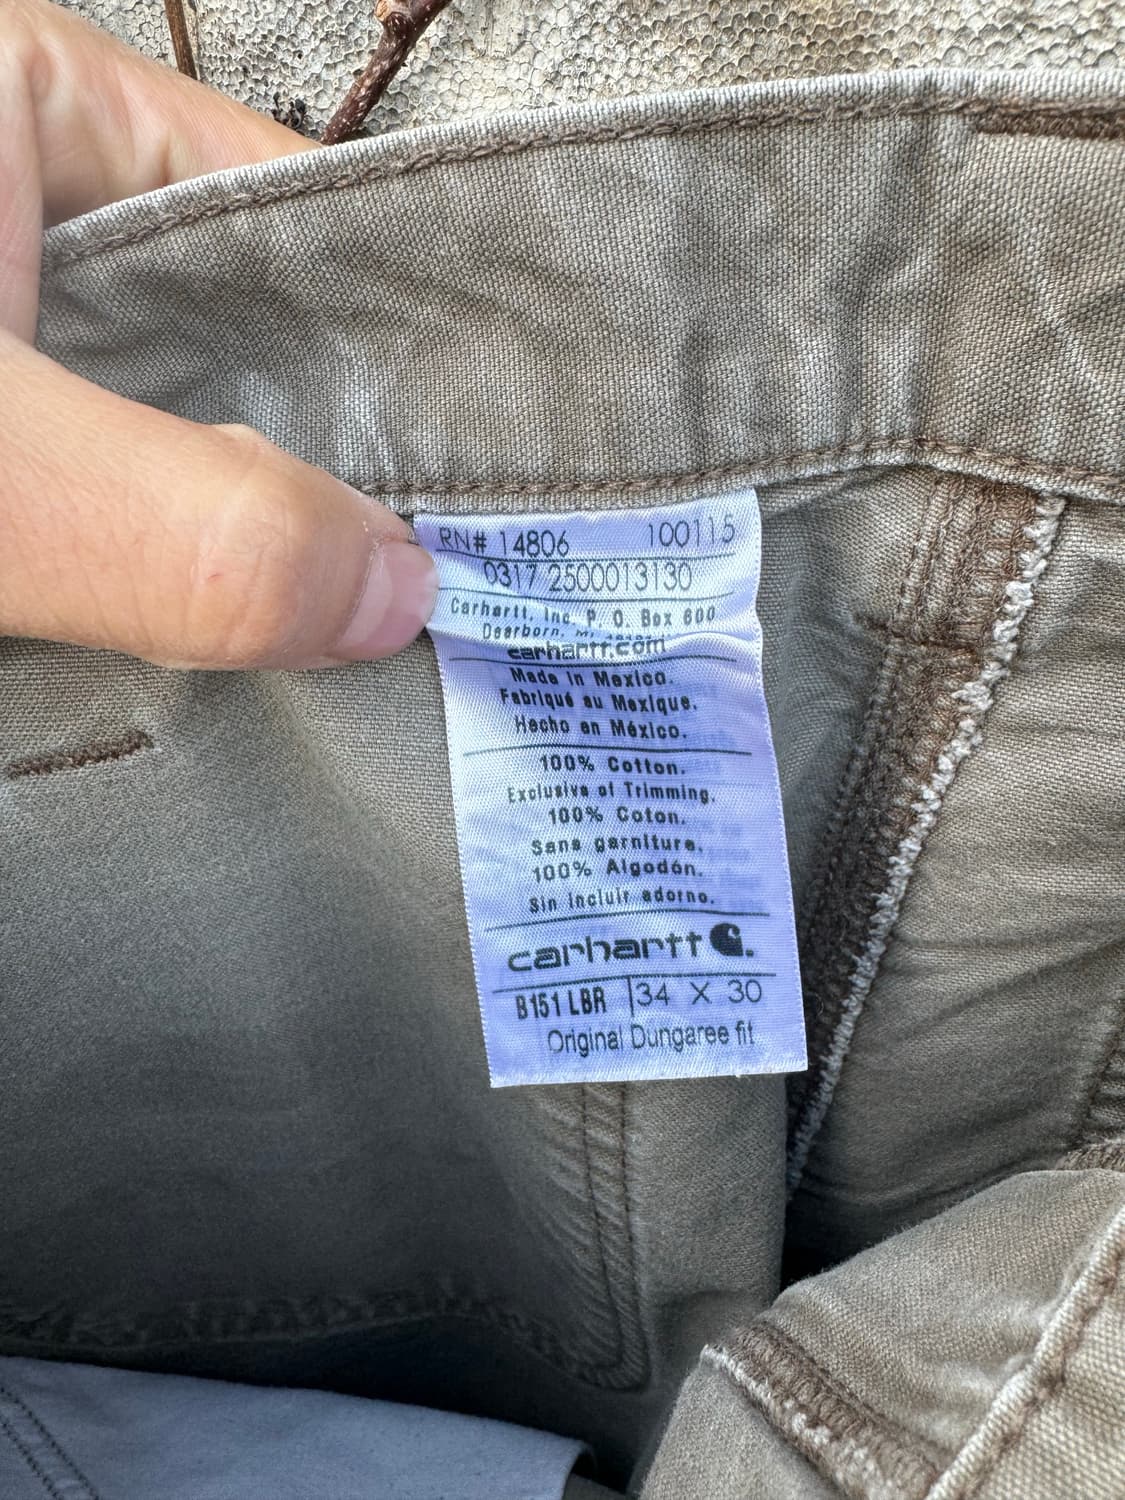 RN# 14806 100115
0317 2500013130
Carhartt, Inc. P. O. Box 600
Dearborn, MI
carhartt.com
Made in Mexico.
Fabriqué au Mexique.
Hecho en México.
100% Cotton.
Exclusive of Trimming.
100% Coton.
Sans garniture.
100% Algodón.
Sin incluir adorno.
carhartt
B151 LBR 34 X 30
Original Dungaree fit